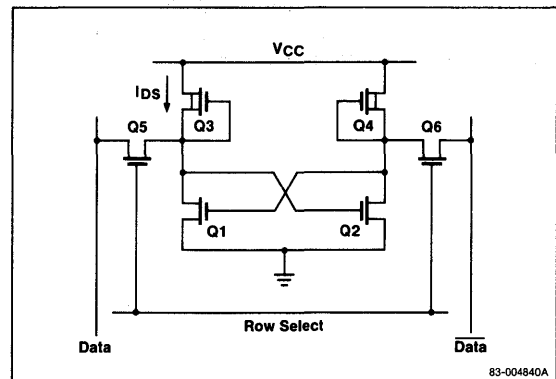 VCC
IDS
Q3
Q4
Q5
Q6
Q1
Q2
Row Select
Data
Data
83-004840A